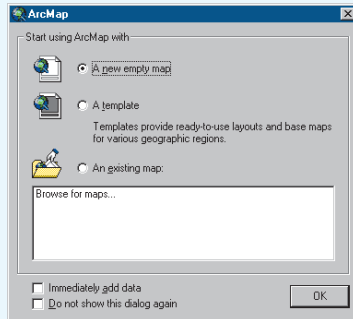 ArcMap
Start using ArcMap with
A new empty map
A template
Templates provide ready-to-use layouts and base maps
for various geographic regions.
An existing map:
Browse for maps...
Immediately add data
Do not show this dialog again
OK